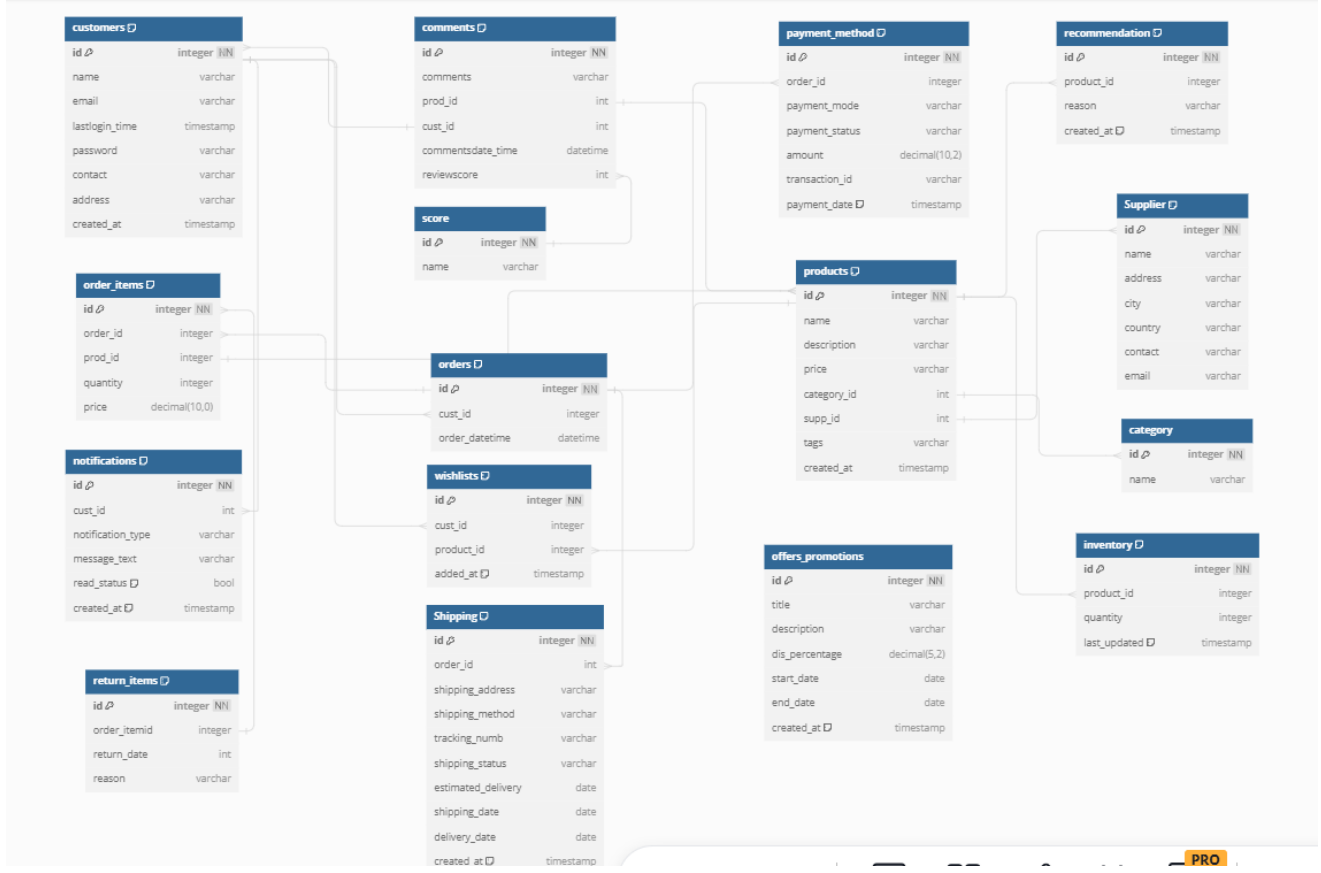 customers
id integer NN
name varchar
email varchar
lastlogin_time timestamp
password varchar
contact varchar
address varchar
created_at timestamp
comments
id integer NN
comments varchar
prod_id int
cust_id int
commentsdate_time datetime
reviewscore int
score
id integer NN
name varchar
payment_method
id integer NN
order_id integer
payment_mode varchar
payment_status varchar
amount decimal(10,2)
transaction_id varchar
payment_date timestamp
recommendation
id integer NN
product_id integer
reason varchar
created_at timestamp
Supplier
id integer NN
name varchar
address varchar
city varchar
country varchar
contact varchar
email varchar
order_items
id integer NN
order_id integer
prod_id integer
quantity integer
price decimal(10,0)
products
id integer NN
name varchar
description varchar
price varchar
category_id int
supp_id int
tags varchar
created_at timestamp
orders
id integer NN
cust_id integer
order_datetime datetime
category
id integer NN
name varchar
notifications
id integer NN
cust_id int
notification_type varchar
message_text varchar
read_status bool
created_at timestamp
wishlists
id integer NN
cust_id integer
product_id integer
added_at timestamp
offers_promotions
id integer NN
title varchar
description varchar
dis_percentage decimal(5,2)
start_date date
end_date date
created_at timestamp
inventory
id integer NN
product_id integer
quantity integer
last_updated timestamp
return_items
id integer NN
order_itemid integer
return_date int
reason varchar
Shipping
id integer NN
order_id int
shipping_address varchar
shipping_method varchar
tracking_numb varchar
shipping_status varchar
estimated_delivery date
shipping_date date
delivery_date date
created_at timestamp
PRO